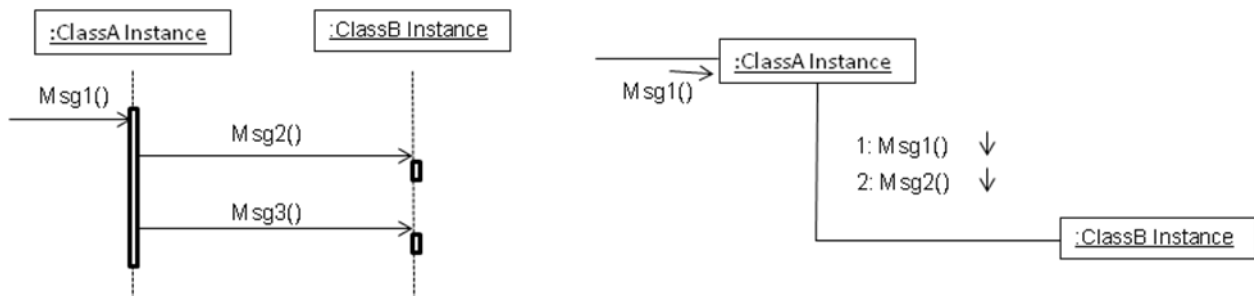 :ClassA Instance
:ClassB Instance
Msg1()
Msg2()
Msg3()
:ClassA Instance
Msg1()
1: Msg1()
2: Msg2()
:ClassB Instance